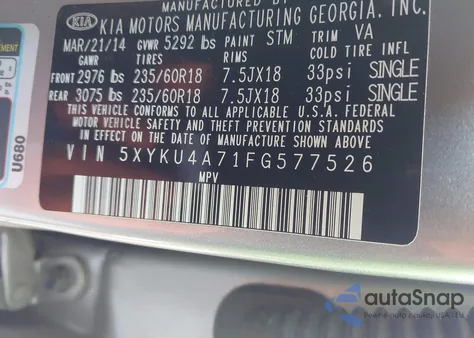 MANUFACTURED BY
KIA KIA MOTORS MANUFACTURING GEORGIA, INC.
MAR/21/14 GVWR 5292 lbs PAINT STM TRIM VA
GAWR TIRES RIMS COLD TIRE INFL
FRONT 2976 lbs 235/60R18 7.5JX18 33psi SINGLE
REAR 3075 lbs 235/60R18 7.5JX18 33psi SINGLE
THIS VEHICLE CONFORMS TO ALL APPLICABLE U.S.A. FEDERAL
MOTOR VEHICLE SAFETY AND THEFT PREVENTION STANDARDS
IN EFFECT ON THE DATE OF MANUFACTURE SHOWN ABOVE.
VIN 5XYKU4A71FG577526
MPV
U680
autoSnap